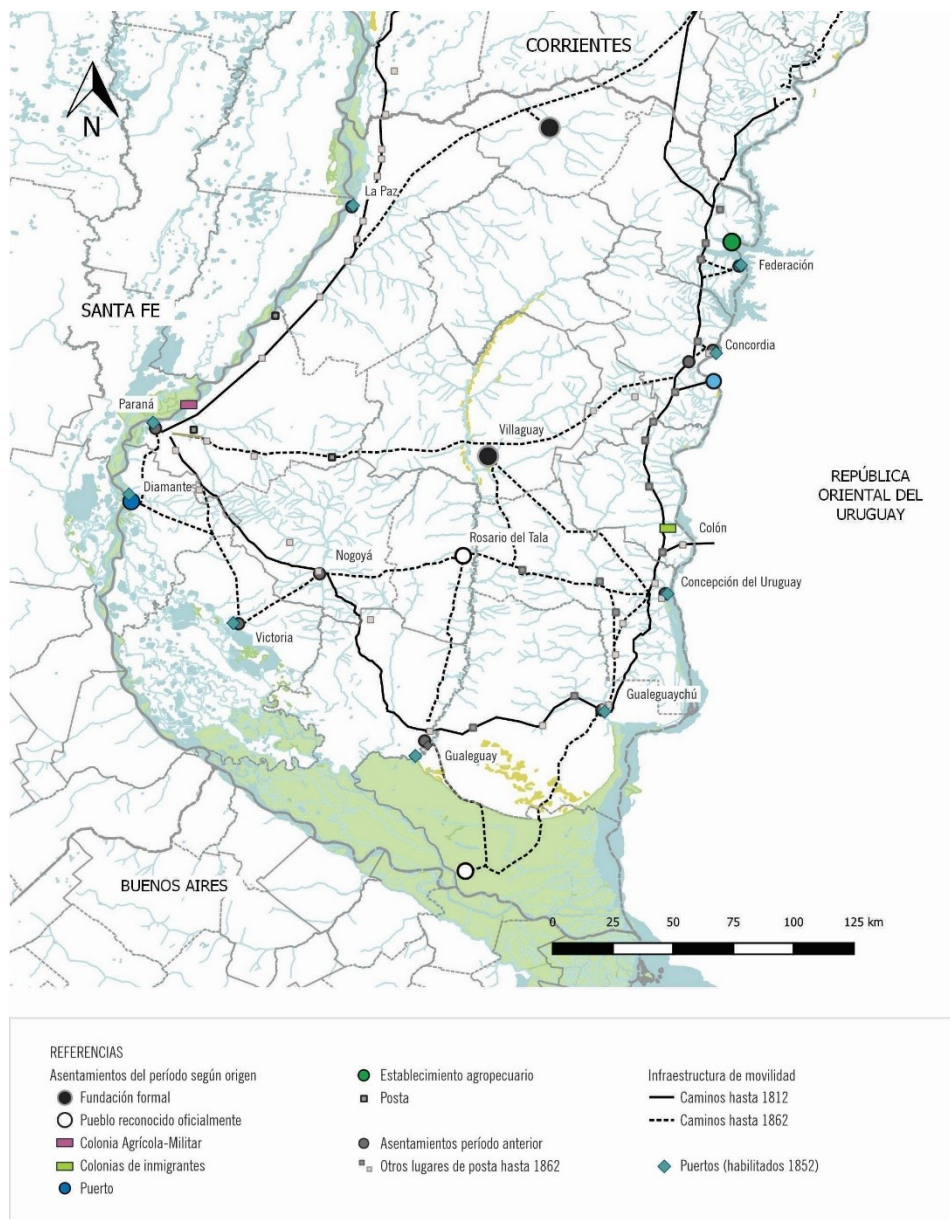 CORRIENTES
N
La Paz
Federación
SANTA FE
Concordia
Paraná
Villaguay
REPÚBLICA
ORIENTAL DEL
URUGUAY
Diamante
Colón
Rosario del Tala
Nogoyá
Concepción del Uruguay
Victoria
Gualeguaychú
Gualeguay
BUENOS AIRES
0 25 50 75 100 125 km
REFERENCIAS
Asentamientos del período según origen
Fundación formal
Pueblo reconocido oficialmente
Colonia Agrícola-Militar
Colonias de inmigrantes
Puerto
Establecimiento agropecuario
Posta
Asentamientos período anterior
Otros lugares de posta hasta 1862
Infraestructura de movilidad
Caminos hasta 1812
Caminos hasta 1862
Puertos (habilitados 1852)